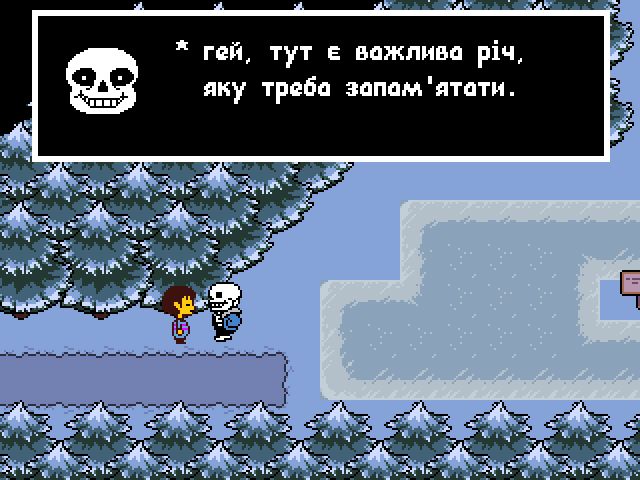 * гей, тут є важлива річ,
яку треба запам'ятати.